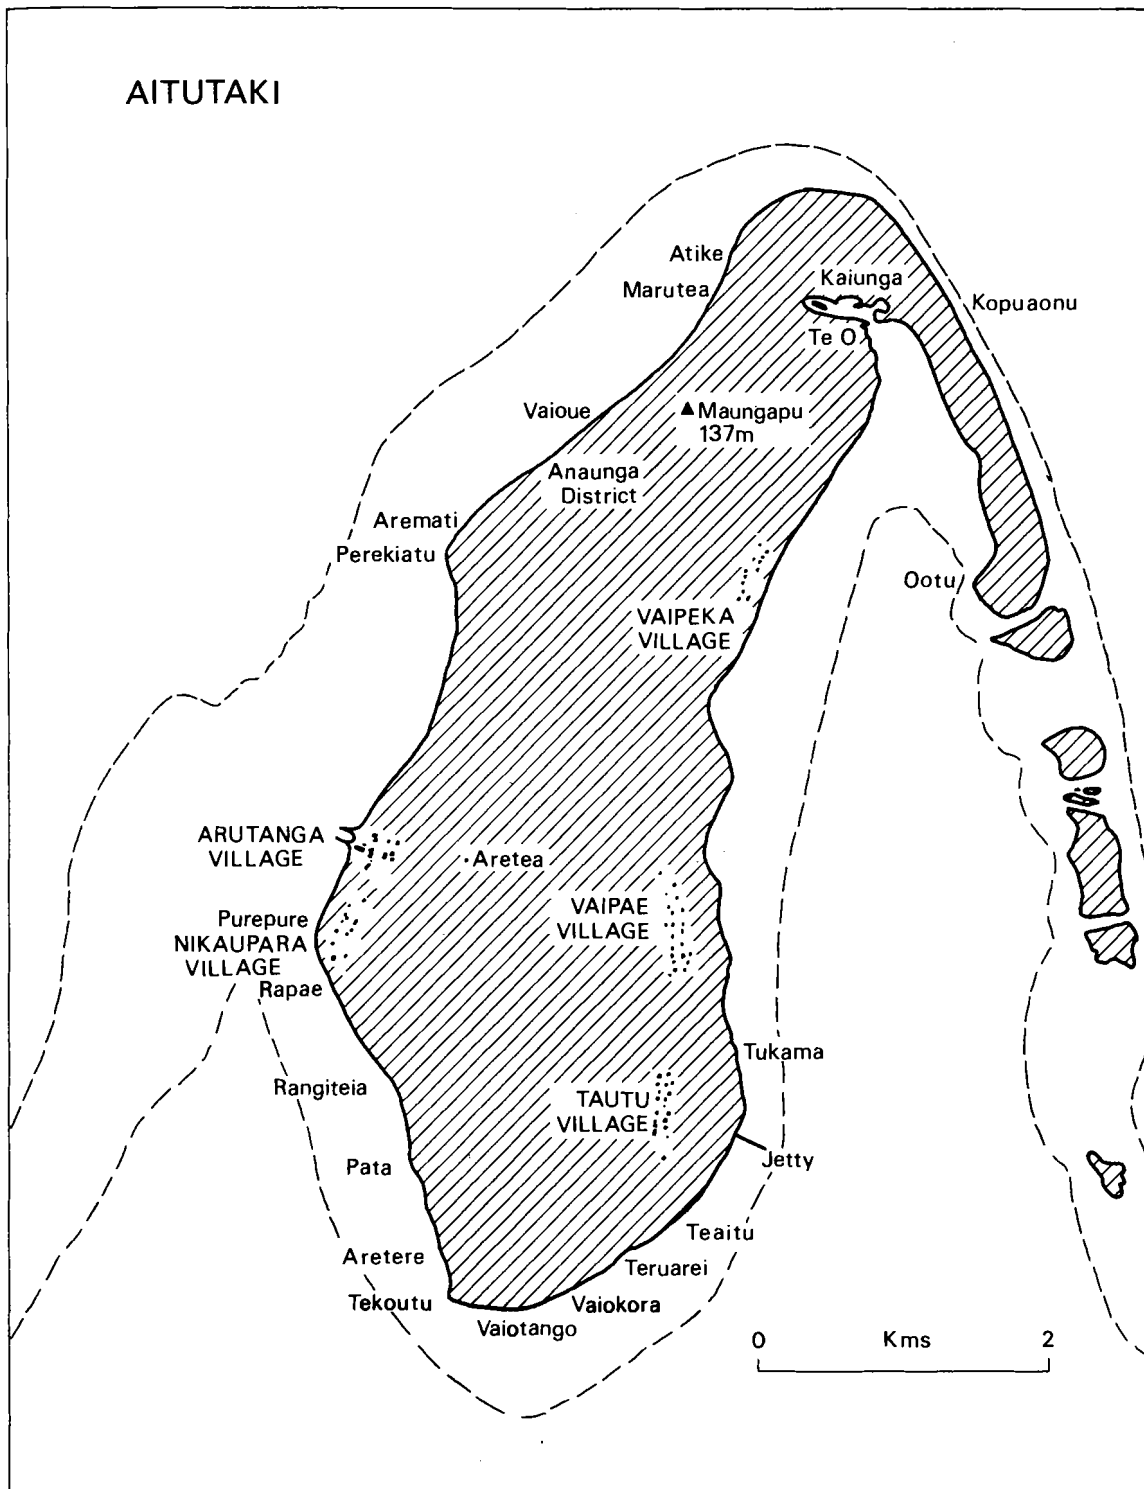 AITUTAKI
Atike
Marutea
Kaiunga
Kopuaonu
Te O
Vaioue
Maungapu
137m
Anaunga
District
Aremati
Perekiatu
Ootu
VAIPEKA
VILLAGE
ARUTANGA
VILLAGE
Aretea
Purepure
NIKAUPARA
VILLAGE
VAIPAE
VILLAGE
Rapae
Tukama
Rangiteia
TAUTU
VILLAGE
Jetty
Pata
Teaitu
Aretere
Teruarei
Tekoutu
Vaiokora
Vaiotango
0 Kms 2